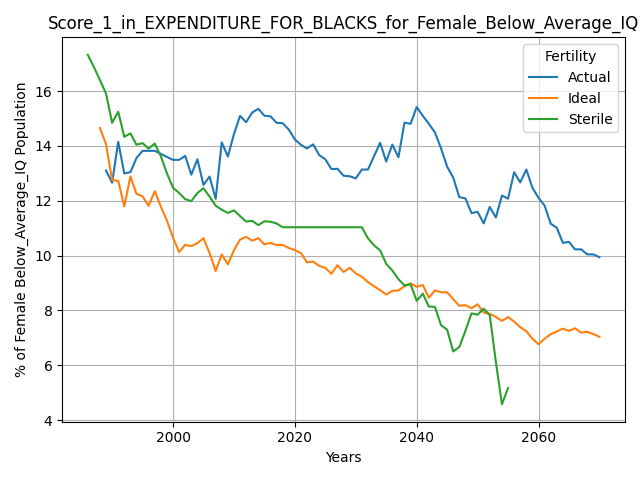 Score_1_in_EXPENDITURE_FOR_BLACKS_for_Female_Below_Average_IQ
Fertility
Actual
Ideal
Sterile
% of Female Below_Average_IQ Population
16
14
12
10
8
6
4
2000
2020
2040
2060
Years